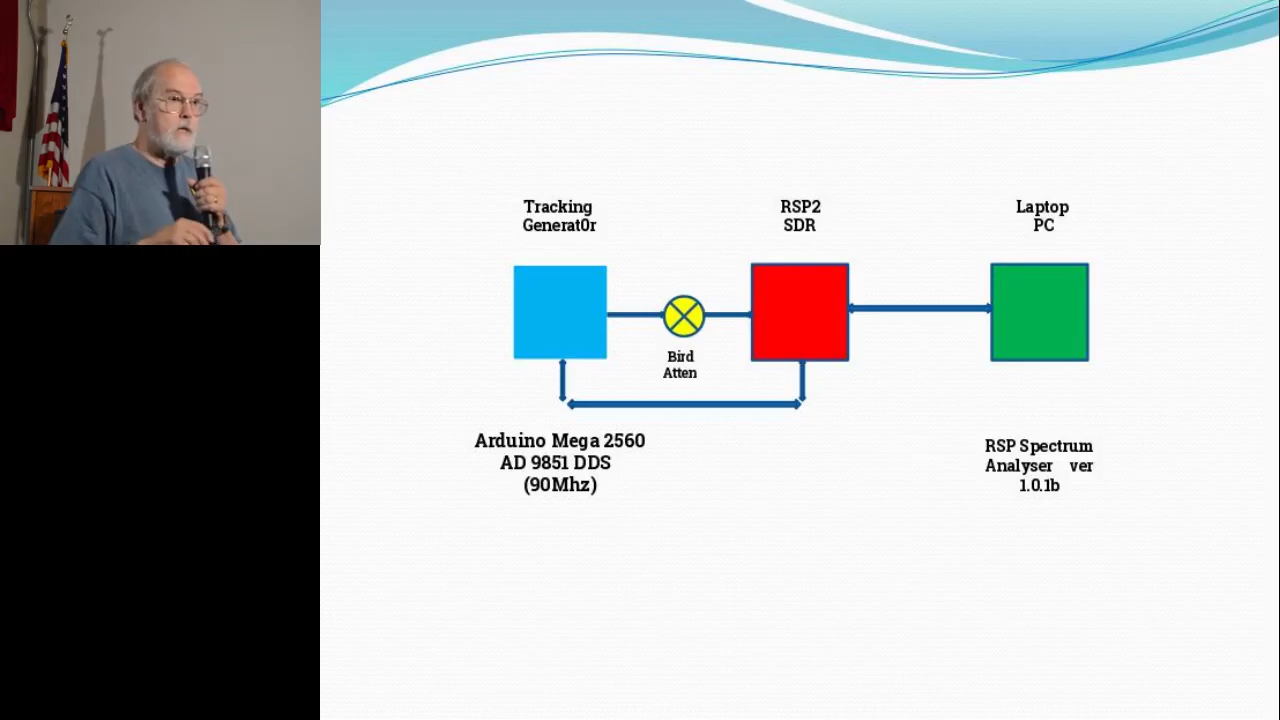 Tracking
Generat0r
RSP2
SDR
Laptop
PC
Bird
Atten
Arduino Mega 2560
AD 9851 DDS
(90Mhz)
RSP Spectrum
Analyser ver
1.0.1b